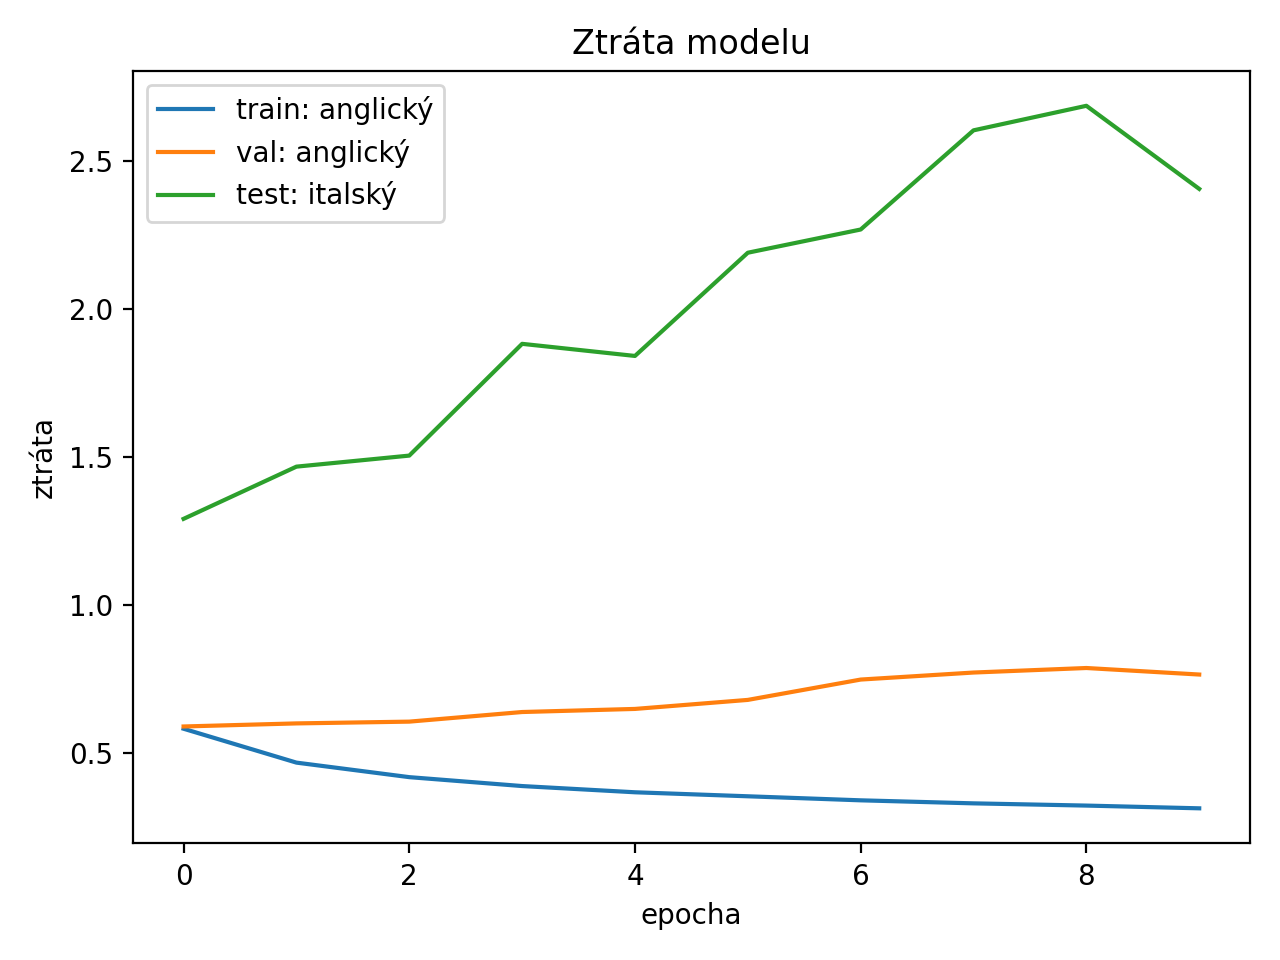 Ztráta modelu
train: anglický
val: anglický
test: italský
2.5
2.0
1.5
1.0
0.5
ztráta
0 2 4 6 8
epocha